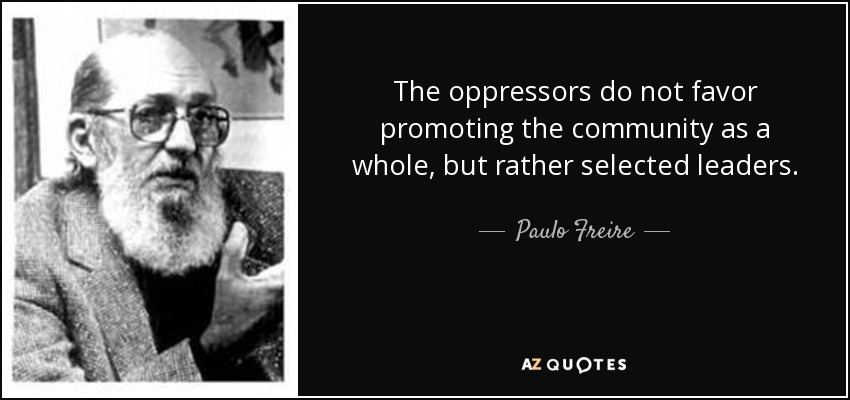 The oppressors do not favor
promoting the community as a
whole, but rather selected leaders.
— Paulo Freire —
AZ QUOTES